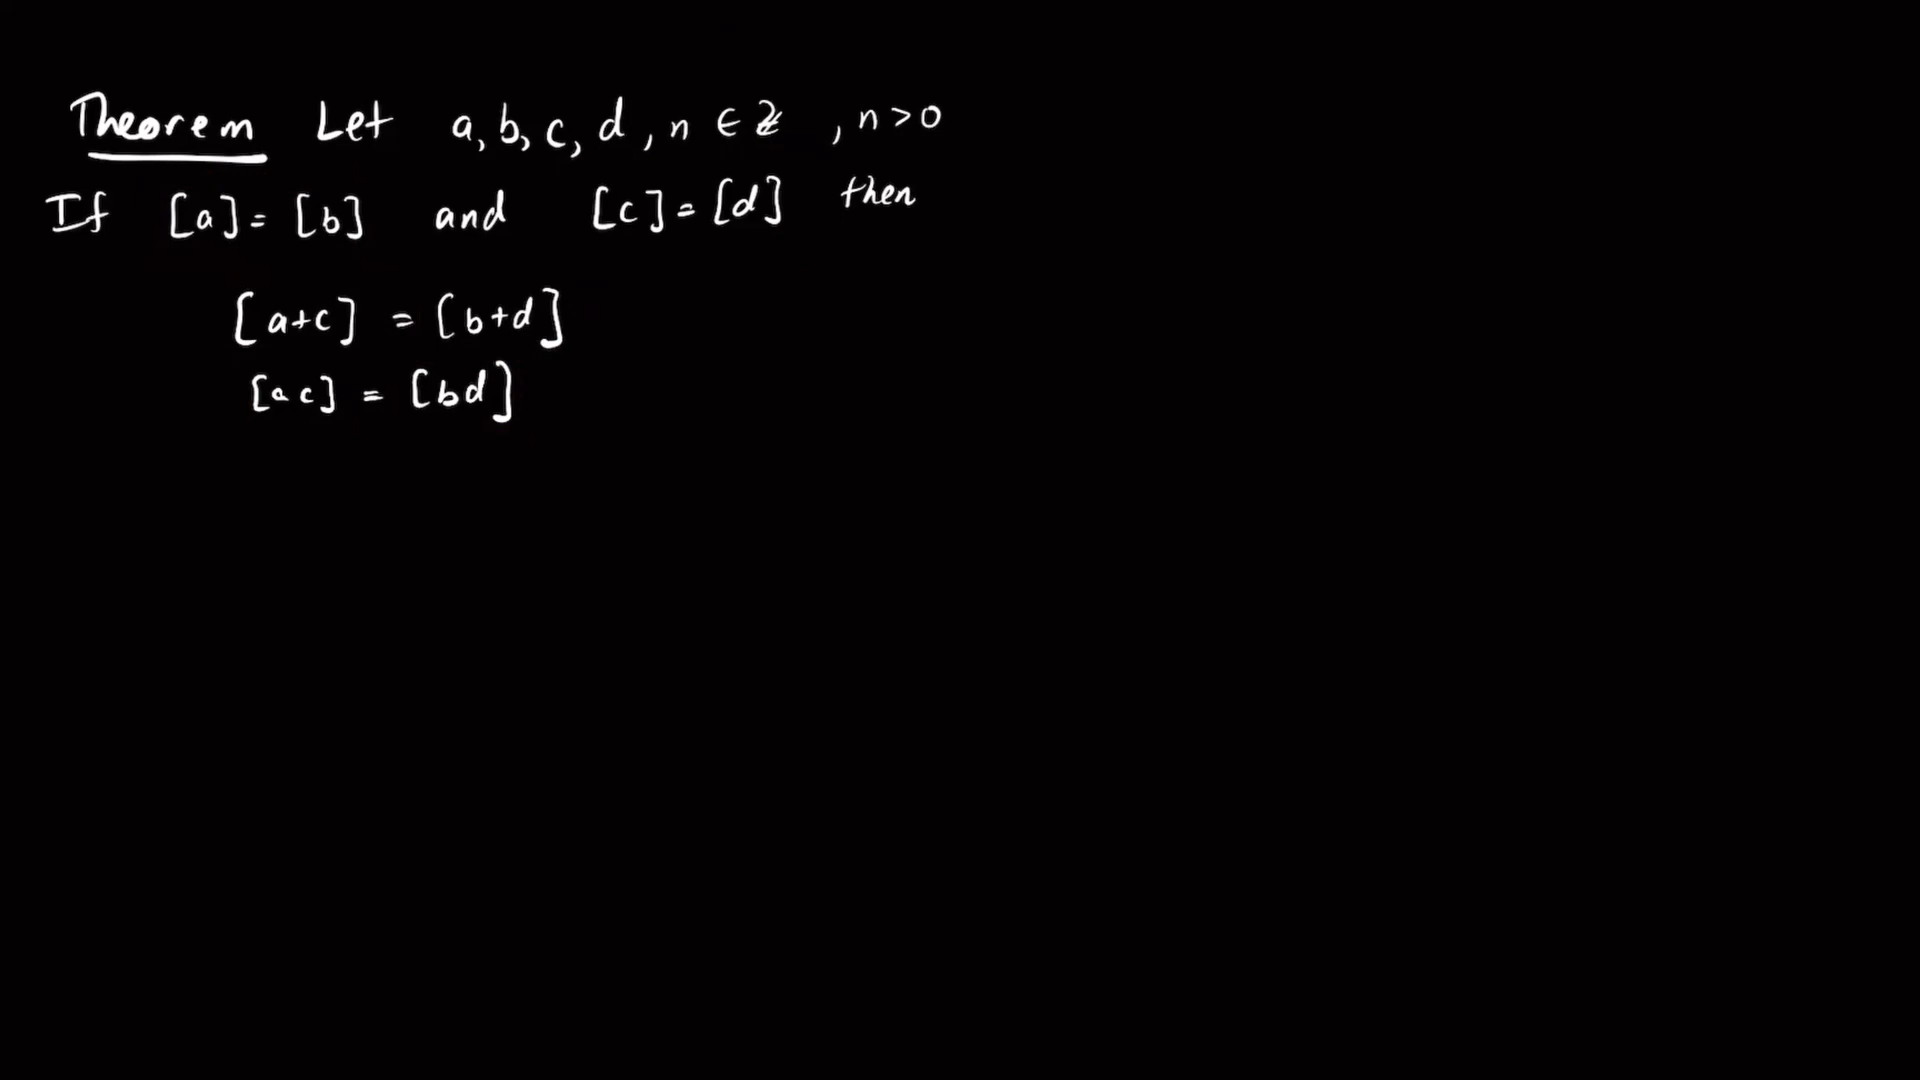 Theorem Let a, b, c, d, n ∈ ℤ, n > 0
If [a] = [b] and [c] = [d] then
[a+c] = [b+d]
[ac] = [bd]